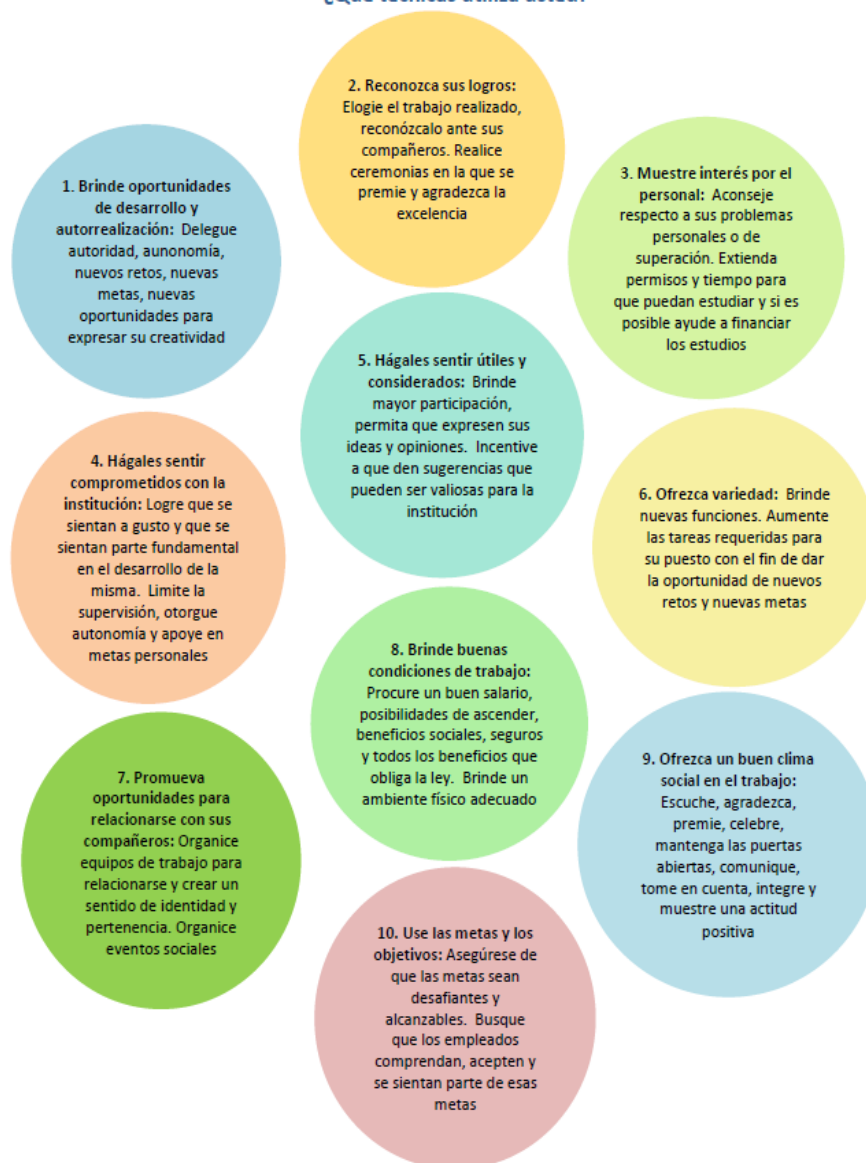 ¿Qué técnicas utiliza usted?
1. Brinde oportunidades
de desarrollo y
autorrealización: Delegue
autoridad, aunonomía,
nuevos retos, nuevas
metas, nuevas
oportunidades para
expresar su creatividad
2. Reconozca sus logros:
Elogie el trabajo realizado,
reconózcalo ante sus
compañeros. Realice
ceremonias en la que se
premie y agradezca la
excelencia
3. Muestre interés por el
personal: Aconseje
respecto a sus problemas
personales o de
superación. Extienda
permisos y tiempo para
que puedan estudiar y si es
posible ayude a financiar
los estudios
4. Hágales sentir
comprometidos con la
institución: Logre que se
sientan a gusto y que se
sientan parte fundamental
en el desarrollo de la
misma. Limite la
supervisión, otorgue
autonomía y apoye en
metas personales
5. Hágales sentir útiles y
considerados: Brinde
mayor participación,
permita que expresen sus
ideas y opiniones. Incentive
a que den sugerencias que
pueden ser valiosas para la
institución
6. Ofrezca variedad: Brinde
nuevas funciones. Aumente
las tareas requeridas para
su puesto con el fin de dar
la oportunidad de nuevos
retos y nuevas metas
7. Promueva
oportunidades para
relacionarse con sus
compañeros: Organice
equipos de trabajo para
relacionarse y crear un
sentido de identidad y
pertenencia. Organice
eventos sociales
8. Brinde buenas
condiciones de trabajo:
Procure un buen salario,
posibilidades de ascender,
beneficios sociales, seguros
y todos los beneficios que
obliga la ley. Brinde un
ambiente físico adecuado
9. Ofrezca un buen clima
social en el trabajo:
Escuche, agradezca,
premie, celebre,
mantenga las puertas
abiertas, comunique,
tome en cuenta, integre y
muestre una actitud
positiva
10. Use las metas y los
objetivos: Asegúrese de
que las metas sean
desafiantes y
alcanzables. Busque
que los empleados
comprendan, acepten y
se sientan parte de esas
metas